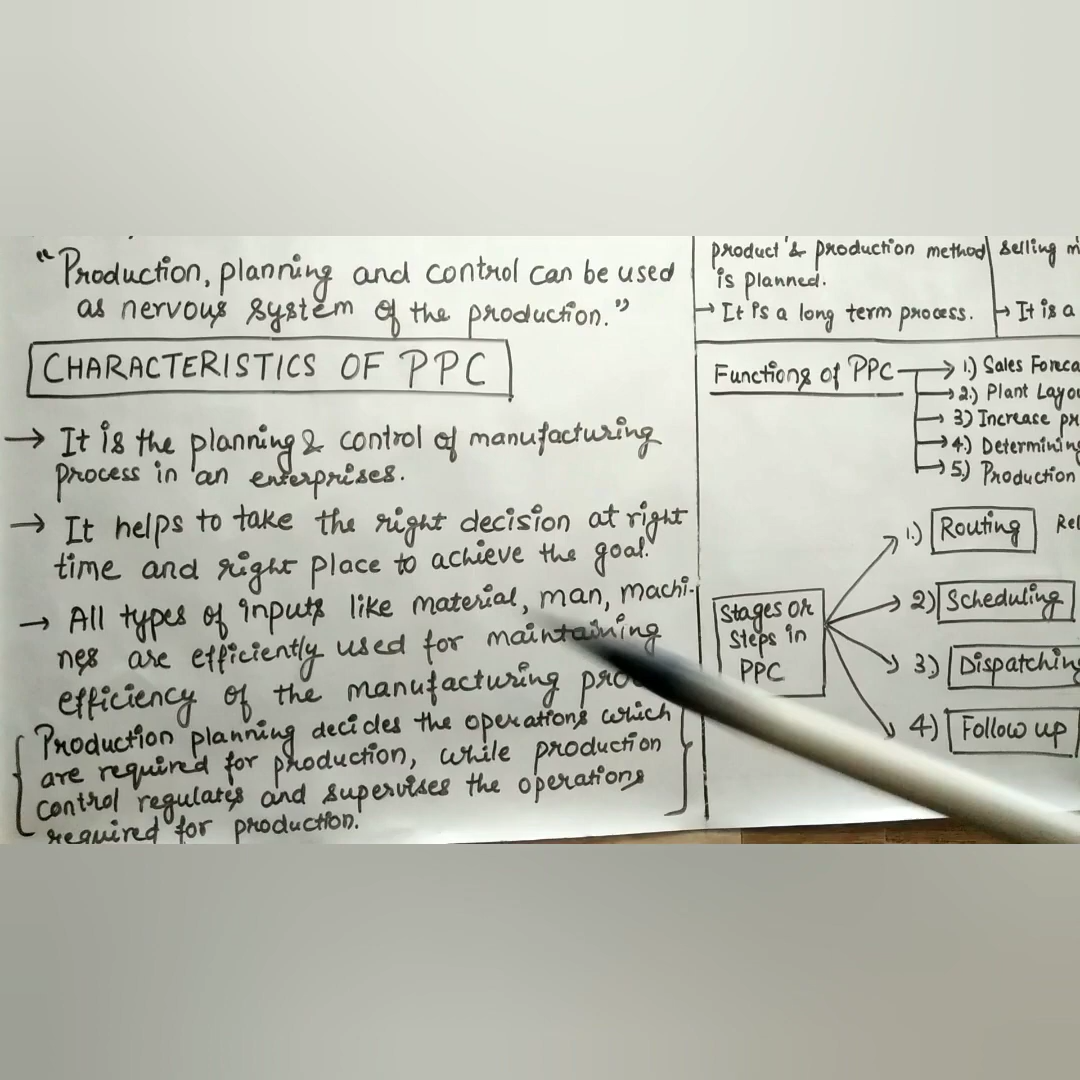 "Production, planning and control can be used
as nervous system of the production."
CHARACTERISTICS OF PPC
→ It is the planning & control of manufacturing
process in an enterprises.
→ It helps to take the right decision at right
time and right place to achieve the goal.
→ All types of inputs like material, man, machi-
nes are efficiently used for maintaining
efficiency of the manufacturing
Production planning decides the operations which
are required for production, while production
control regulates and supervises the operations
required for production.
product & production method
is planned.
→ It is a long term process.
selling
→ It is a
Functions of PPC
1.) Sales
2.) Plant
3) Increase
4.)
5.) Production
Stages or
Steps in
PPC
1.) Routing
2) Scheduling
3) Dispatching
4) Follow up